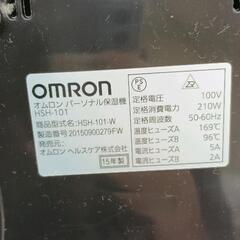 OMRON
オムロン パーソナル保湿機
HSH-101
形式名: HSH-101-W
製造番号: 20150900279FW
発売元:
オムロン ヘルスケア株式会社
15年製
PSE
定格電圧 100V
定格消費電力 210W
定格周波数 50-60Hz
温度ヒューズA 169℃
温度ヒューズB 96℃
電流ヒューズA 5A
電流ヒューズB 2A